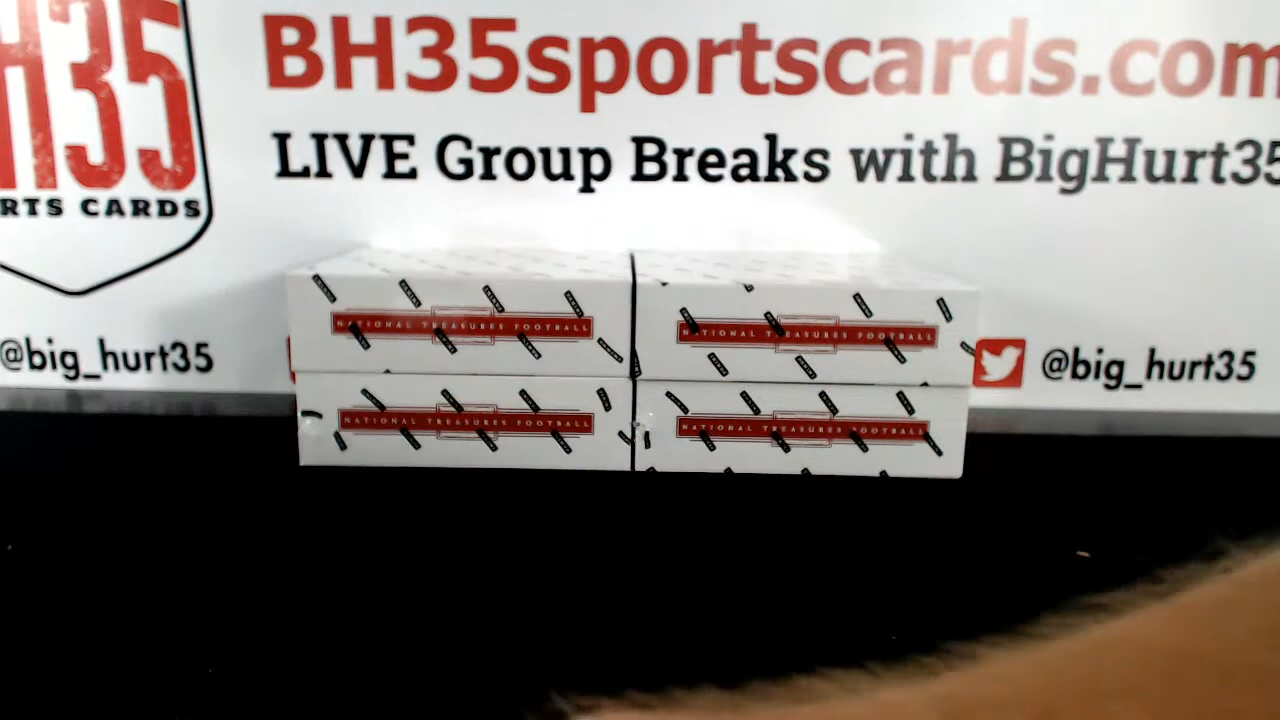 H35
RTS CARDS
BH35sportscards.com
LIVE Group Breaks with BigHurt35
@big_hurt35
@big_hurt35
NATIONAL TREASURES FOOTBALL
NATIONAL TREASURES FOOTBALL
NATIONAL TREASURES FOOTBALL
NATIONAL TREASURES FOOTBALL